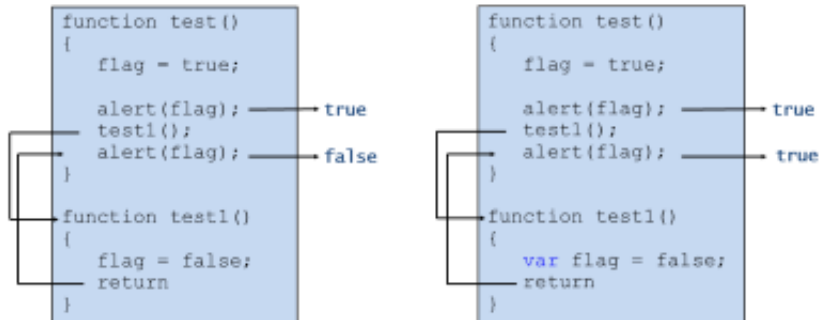 function test()
{
flag = true;
alert(flag); true
test1();
alert(flag); false
}
function test1()
{
flag = false;
return
}
function test()
{
flag = true;
alert(flag); true
test1();
alert(flag); true
}
function test1()
{
var flag = false;
return
}